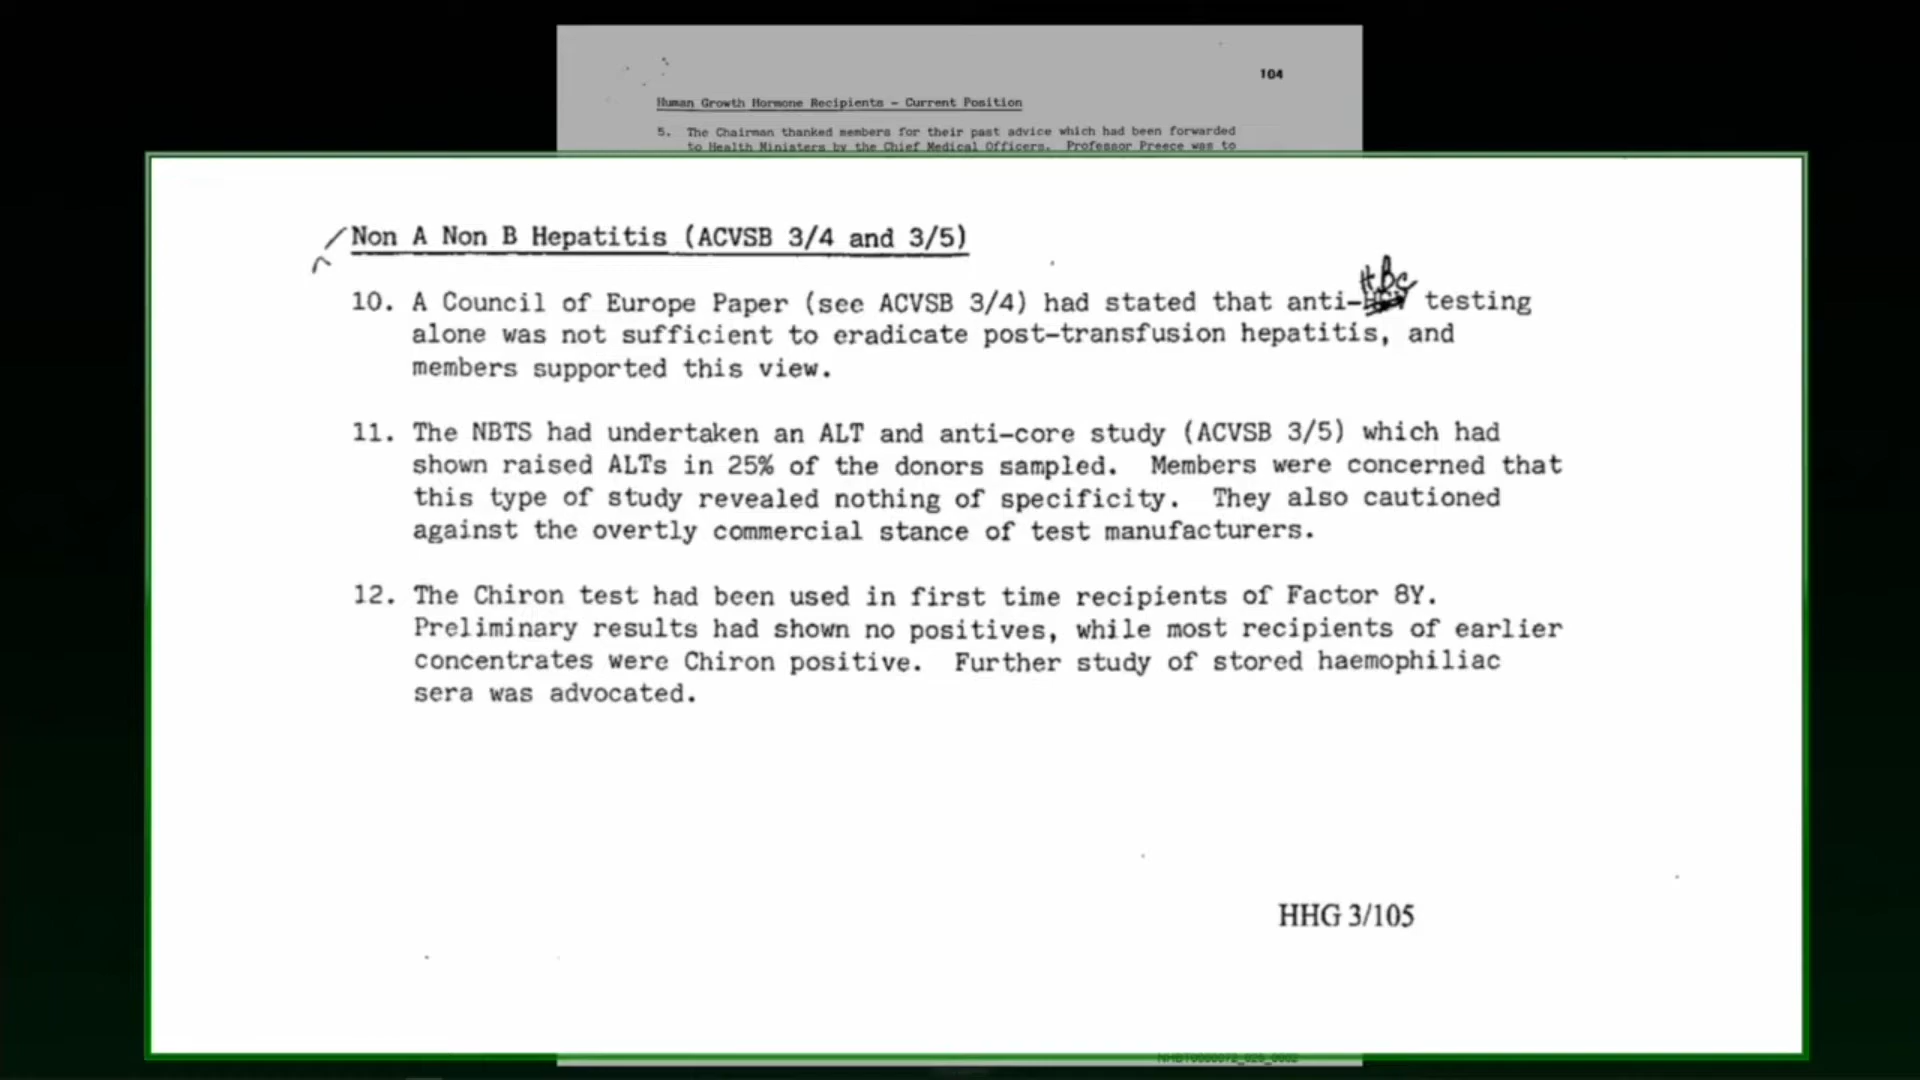 104
Human Growth Hormone Recipients - Current Position
5. The Chairman thanked members for their past advice which had been forwarded
to Health Ministers by the Chief Medical Officers. Professor Preece was to
Non A Non B Hepatitis (ACVSB 3/4 and 3/5)
HBc
10. A Council of Europe Paper (see ACVSB 3/4) had stated that anti- testing
alone was not sufficient to eradicate post-transfusion hepatitis, and
members supported this view.
11. The NBTS had undertaken an ALT and anti-core study (ACVSB 3/5) which had
shown raised ALTs in 25% of the donors sampled. Members were concerned that
this type of study revealed nothing of specificity. They also cautioned
against the overtly commercial stance of test manufacturers.
12. The Chiron test had been used in first time recipients of Factor 8Y.
Preliminary results had shown no positives, while most recipients of earlier
concentrates were Chiron positive. Further study of stored haemophiliac
sera was advocated.
HHG 3/105